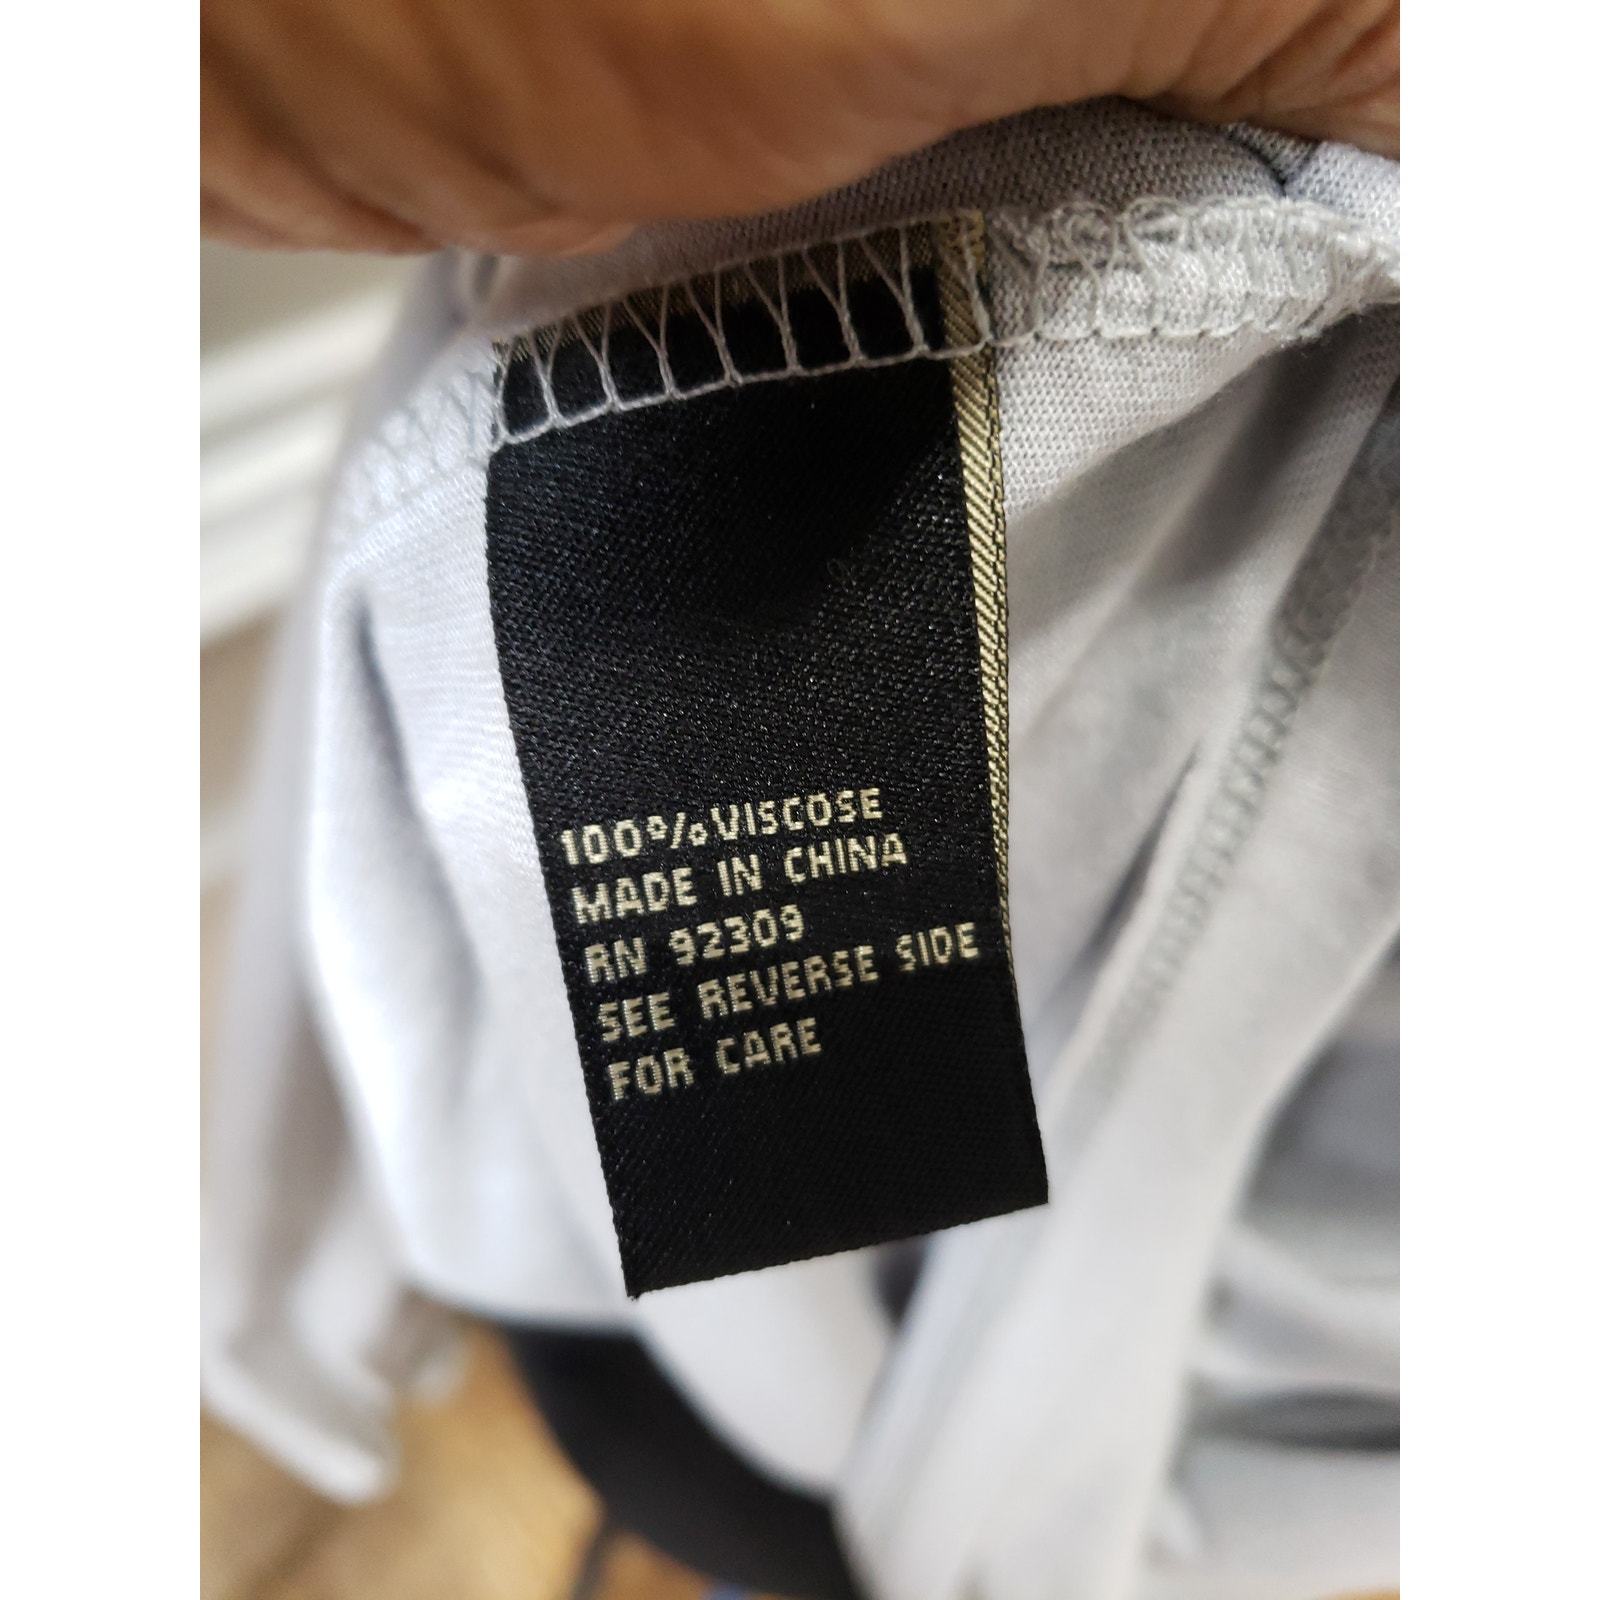 100% VISCOSE
MADE IN CHINA
RN 92309
SEE REVERSE SIDE
FOR CARE